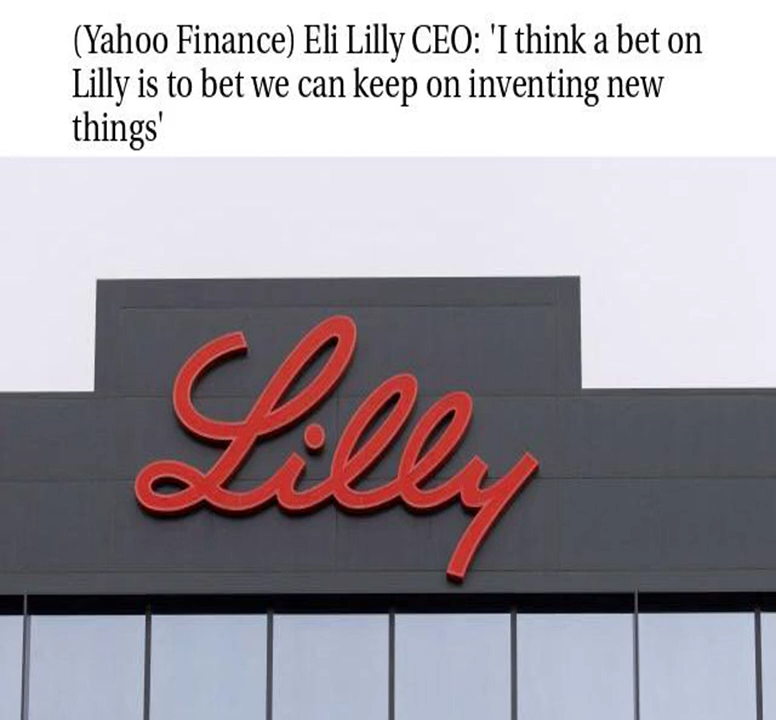 (Yahoo Finance) Eli Lilly CEO: 'I think a bet on
Lilly is to bet we can keep on inventing new
things'
Lilly